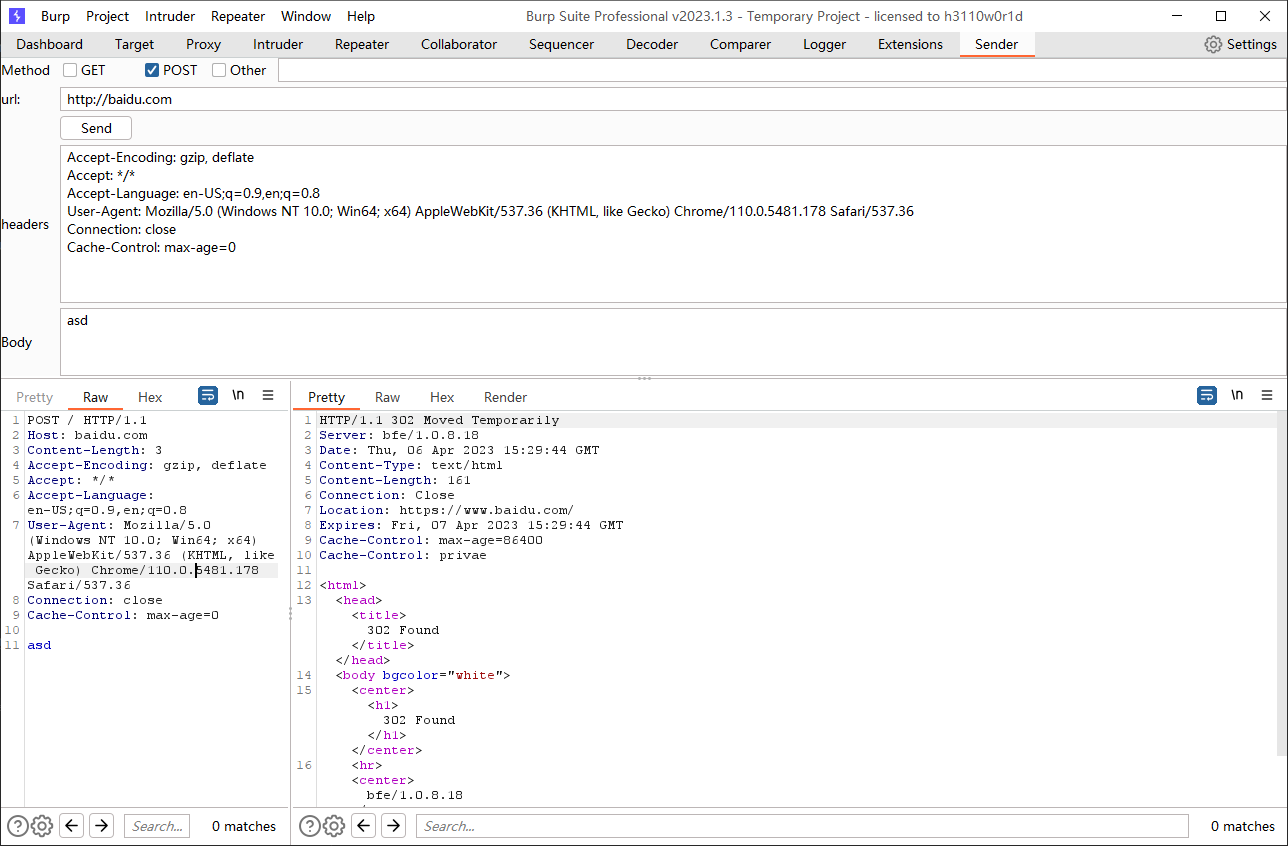 Burp Project Intruder Repeater Window Help Burp Suite Professional v2023.1.3 - Temporary Project - licensed to h3110w0r1d
Dashboard Target Proxy Intruder Repeater Collaborator Sequencer Decoder Comparer Logger Extensions Sender Settings
Method GET POST Other
url: http://baidu.com
Send
headers
Accept-Encoding: gzip, deflate
Accept: */*
Accept-Language: en-US;q=0.9,en;q=0.8
User-Agent: Mozilla/5.0 (Windows NT 10.0; Win64; x64) AppleWebKit/537.36 (KHTML, like Gecko) Chrome/110.0.5481.178 Safari/537.36
Connection: close
Cache-Control: max-age=0
Body
asd
Pretty Raw Hex \n
1 POST / HTTP/1.1
2 Host: baidu.com
3 Content-Length: 3
4 Accept-Encoding: gzip, deflate
5 Accept: */*
6 Accept-Language:
en-US;q=0.9,en;q=0.8
7 User-Agent: Mozilla/5.0
(Windows NT 10.0; Win64; x64)
AppleWebKit/537.36 (KHTML, like
Gecko) Chrome/110.0.5481.178
Safari/537.36
8 Connection: close
9 Cache-Control: max-age=0
10
11 asd
Search... 0 matches
Pretty Raw Hex Render \n
1 HTTP/1.1 302 Moved Temporarily
2 Server: bfe/1.0.8.18
3 Date: Thu, 06 Apr 2023 15:29:44 GMT
4 Content-Type: text/html
5 Content-Length: 161
6 Connection: Close
7 Location: https://www.baidu.com/
8 Expires: Fri, 07 Apr 2023 15:29:44 GMT
9 Cache-Control: max-age=86400
10 Cache-Control: privae
11
12 <html>
13 <head>
<title>
302 Found
</title>
</head>
14 <body bgcolor="white">
15 <center>
<h1>
302 Found
</h1>
</center>
16 <hr>
<center>
bfe/1.0.8.18
Search... 0 matches